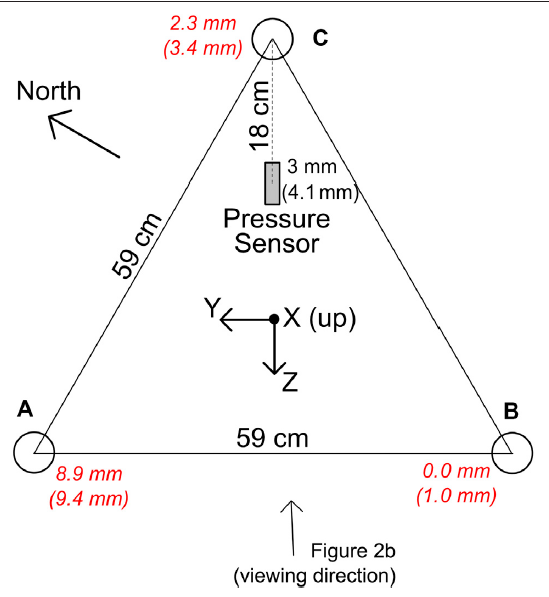 2.3 mm
(3.4 mm)
C
North
18 cm
3 mm
(4.1 mm)
Pressure
Sensor
59 cm
Y
X (up)
Z
A
B
59 cm
8.9 mm
(9.4 mm)
0.0 mm
(1.0 mm)
Figure 2b
(viewing direction)